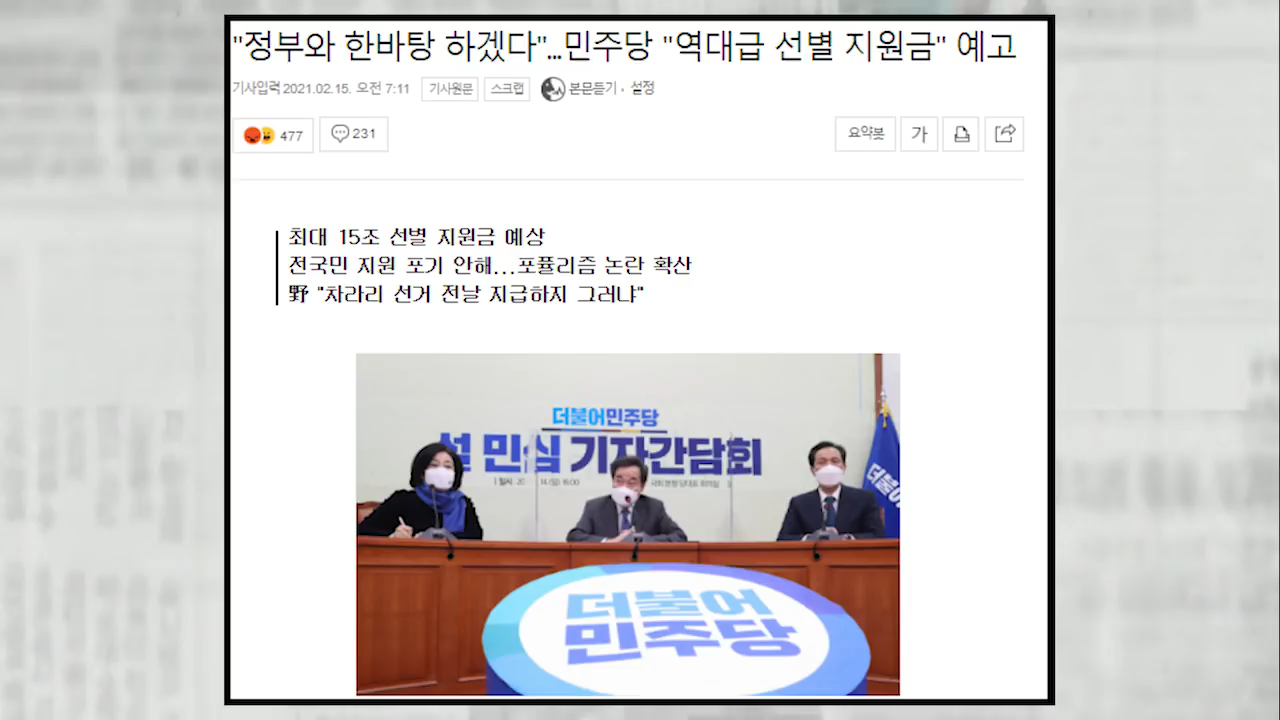 "정부와 한바탕 하겠다"...민주당 "역대급 선별 지원금" 예고
기사입력 2021.02.15. 오전 7:11 기사원문 스크랩 본문듣기 · 설정
477 231 요약봇 가
최대 15조 선별 지원금 예상
전국민 지원 포기 안해...포퓰리즘 논란 확산
野 "차라리 선거 전날 지급하지 그러냐"
더불어민주당
설 민심 기자간담회
더불어
더불어
민주당